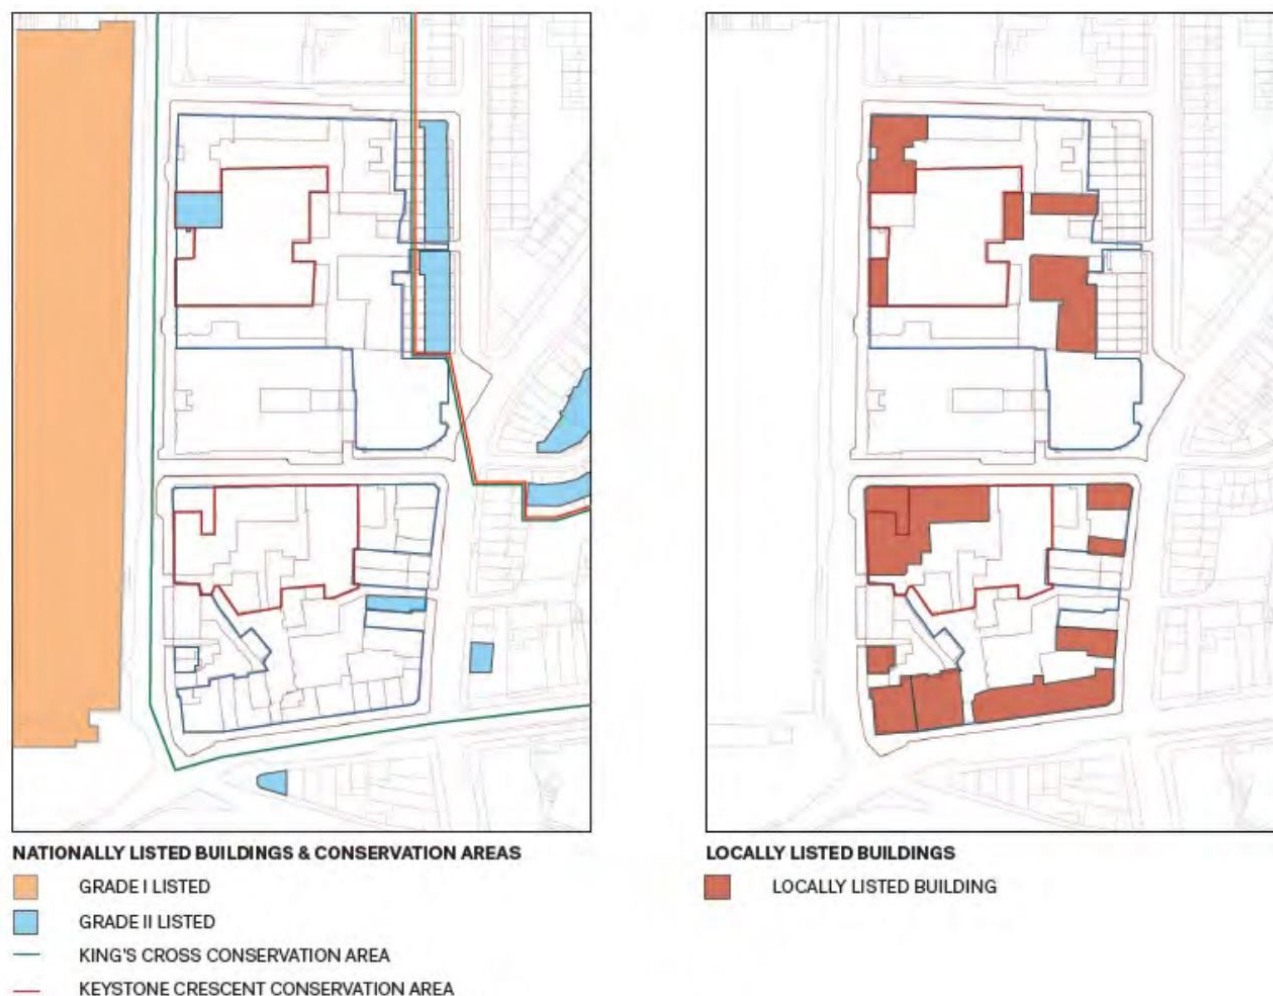 NATIONALLY LISTED BUILDINGS & CONSERVATION AREAS
GRADE I LISTED
GRADE II LISTED
KING'S CROSS CONSERVATION AREA
KEYSTONE CRESCENT CONSERVATION AREA
LOCALLY LISTED BUILDINGS
LOCALLY LISTED BUILDING